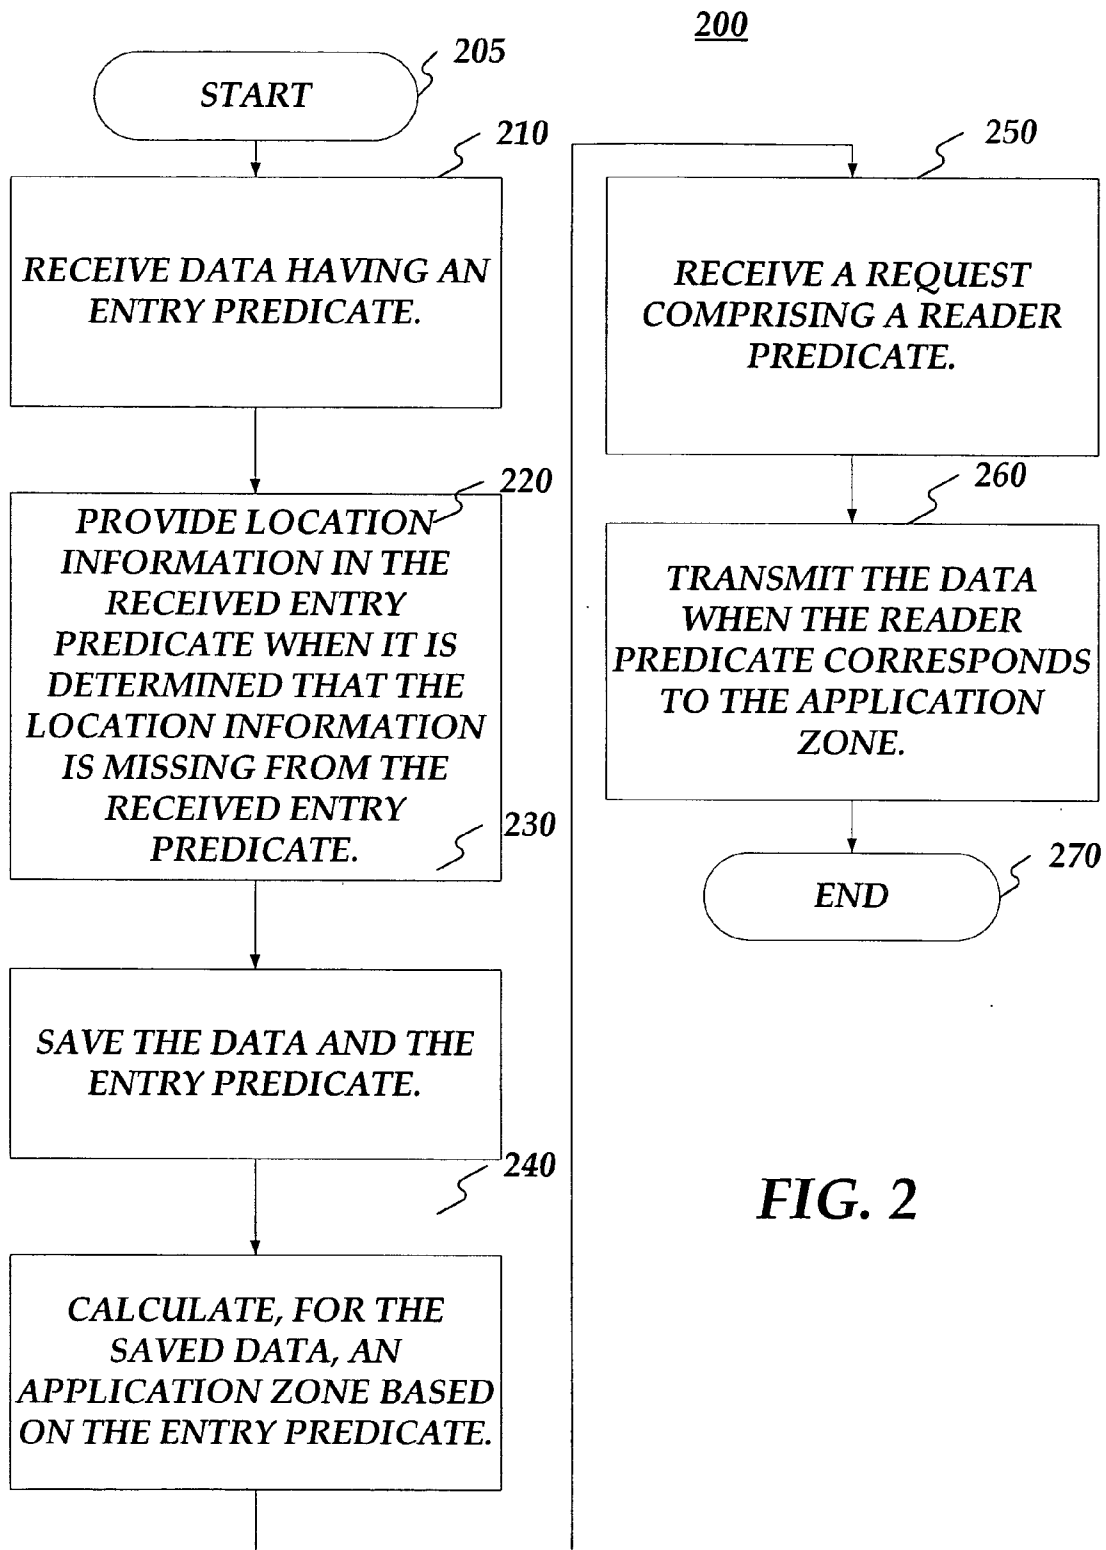 200
START
205
210
RECEIVE DATA HAVING AN
ENTRY PREDICATE.
220
PROVIDE LOCATION
INFORMATION IN THE
RECEIVED ENTRY
PREDICATE WHEN IT IS
DETERMINED THAT THE
LOCATION INFORMATION
IS MISSING FROM THE
RECEIVED ENTRY
PREDICATE.
230
SAVE THE DATA AND THE
ENTRY PREDICATE.
240
CALCULATE, FOR THE
SAVED DATA, AN
APPLICATION ZONE BASED
ON THE ENTRY PREDICATE.
250
RECEIVE A REQUEST
COMPRISING A READER
PREDICATE.
260
TRANSMIT THE DATA
WHEN THE READER
PREDICATE CORRESPONDS
TO THE APPLICATION
ZONE.
270
END
FIG. 2